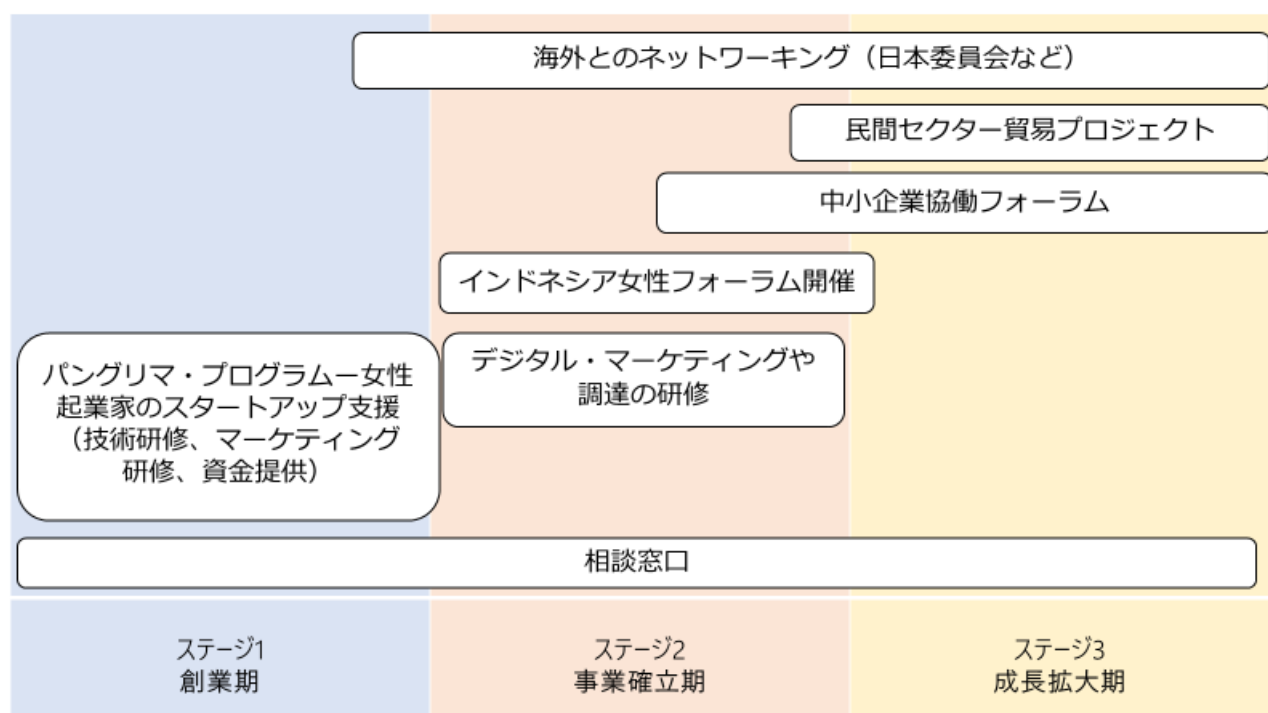 海外とのネットワーキング（日本委員会など）
民間セクター貿易プロジェクト
中小企業協働フォーラム
インドネシア女性フォーラム開催
パングリマ・プログラムー女性
起業家のスタートアップ支援
（技術研修、マーケティング
研修、資金提供）
デジタル・マーケティングや
調達の研修
相談窓口
ステージ1
創業期
ステージ2
事業確立期
ステージ3
成長拡大期